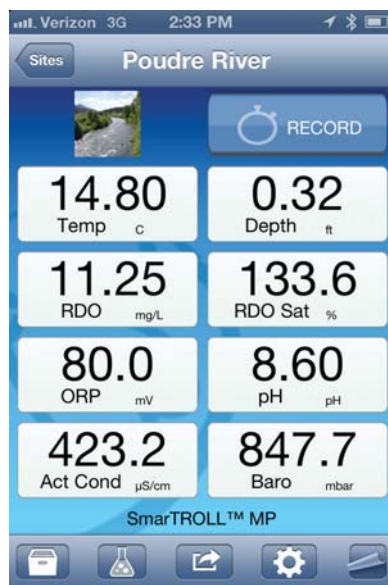 Verizon 3G 2:33 PM
Sites Poudre River
RECORD
14.80 0.32
Temp C Depth ft
11.25 133.6
RDO mg/L RDO Sat %
80.0 8.60
ORP mV pH pH
423.2 847.7
Act Cond µS/cm Baro mbar
SmarTROLL™ MP